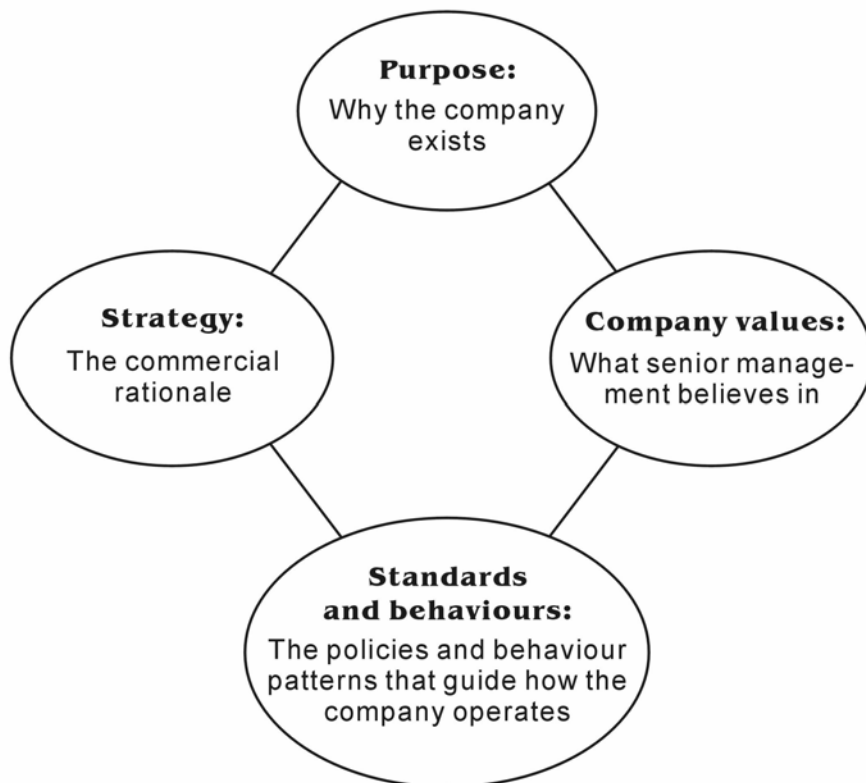 Purpose:
Why the company
exists
Strategy:
The commercial
rationale
Company values:
What senior manage-
ment believes in
Standards
and behaviours:
The policies and behaviour
patterns that guide how the
company operates